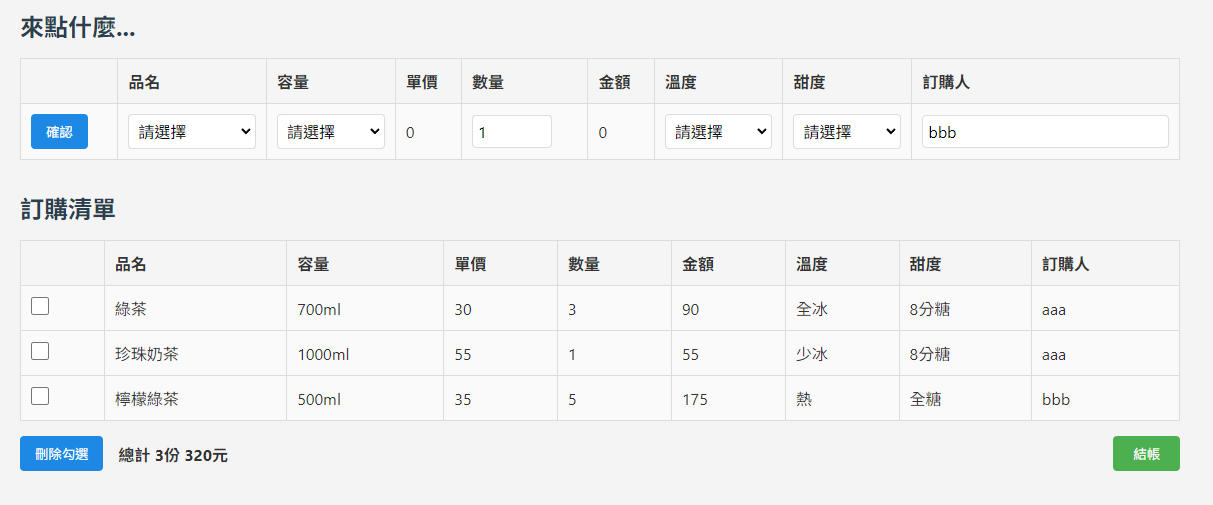 來點什麼...
品名 容量 單價 數量 金額 溫度 甜度 訂購人
確認 請選擇 請選擇 0 1 0 請選擇 請選擇 bbb
訂購清單
品名 容量 單價 數量 金額 溫度 甜度 訂購人
綠茶 700ml 30 3 90 全冰 8分糖 aaa
珍珠奶茶 1000ml 55 1 55 少冰 8分糖 aaa
檸檬綠茶 500ml 35 5 175 熱 全糖 bbb
刪除勾選 總計 3份 320元 結帳